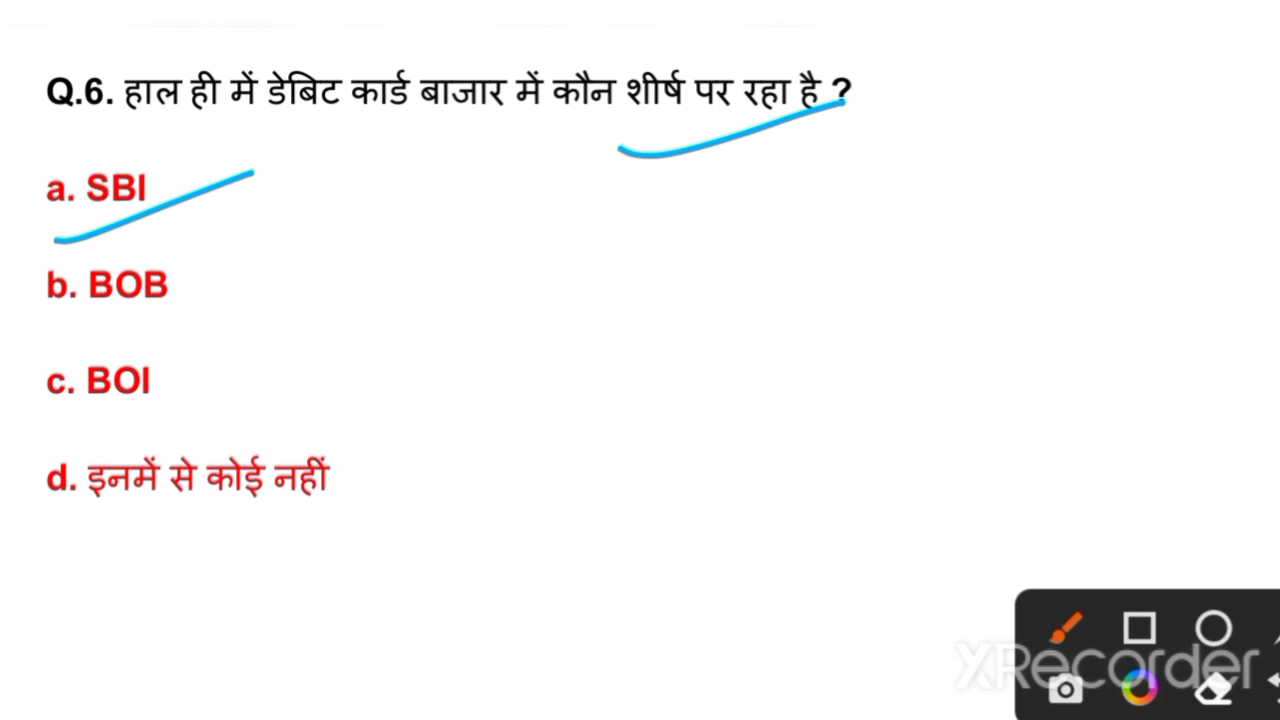 Q.6. हाल ही में डेबिट कार्ड बाजार में कौन शीर्ष पर रहा है ?
a. SBI
b. BOB
c. BOI
d. इनमें से कोई नहीं
XRecorder